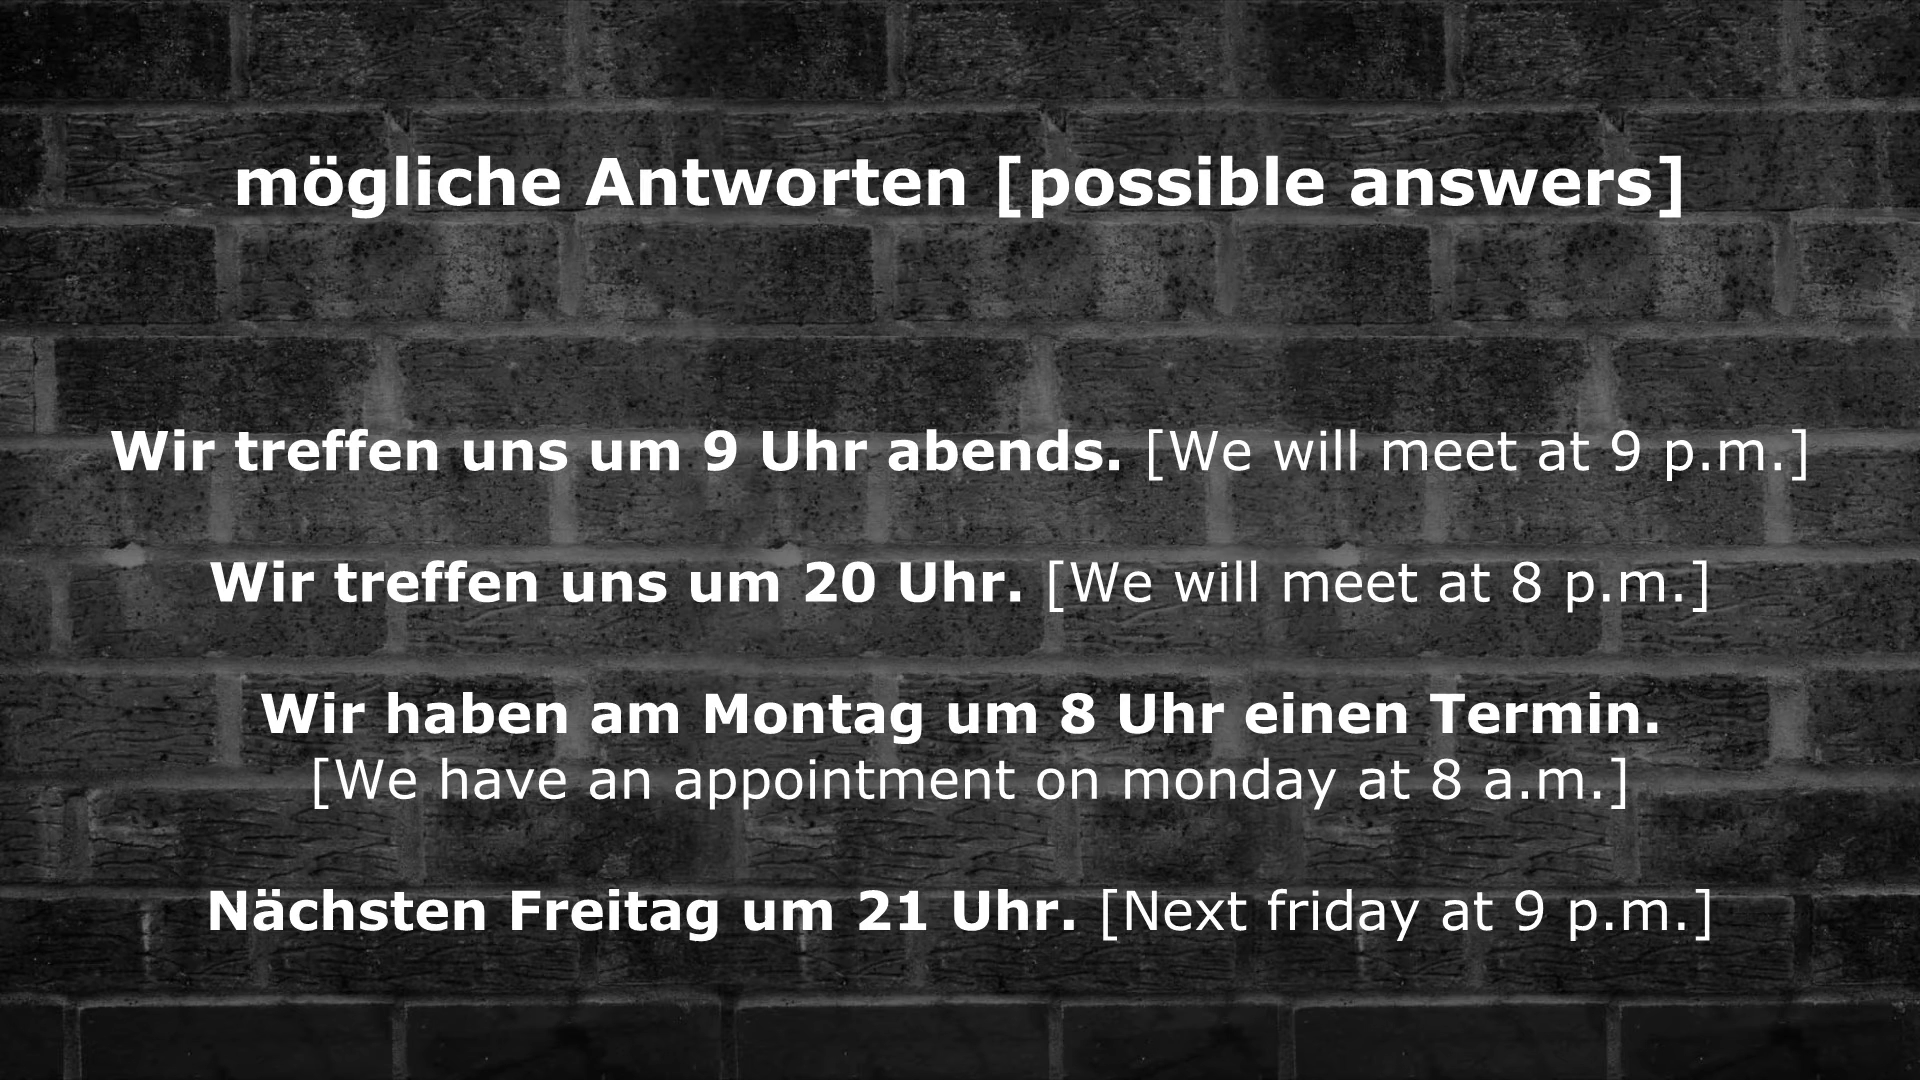 mögliche Antworten [possible answers]
Wir treffen uns um 9 Uhr abends. [We will meet at 9 p.m.]
Wir treffen uns um 20 Uhr. [We will meet at 8 p.m.]
Wir haben am Montag um 8 Uhr einen Termin.
[We have an appointment on monday at 8 a.m.]
Nächsten Freitag um 21 Uhr. [Next friday at 9 p.m.]